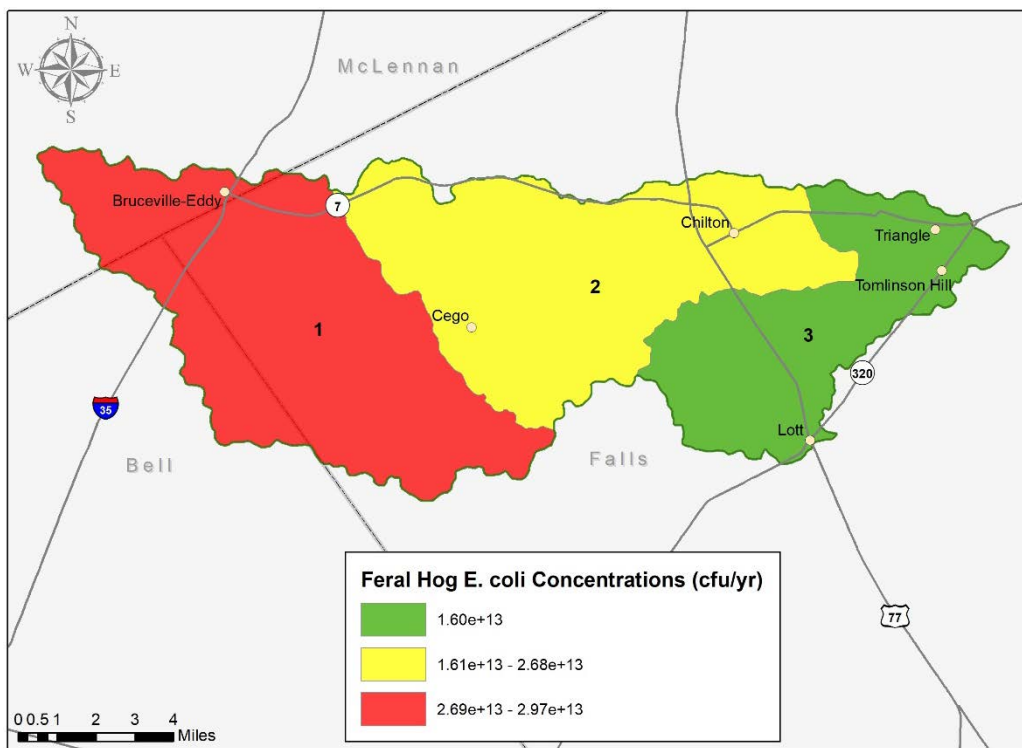 N
W E
S
McLennan
Bruceville-Eddy
7
Chilton
Triangle
Tomlinson Hill
2
Cego
1
3
320
35
Lott
Bell
Falls
Feral Hog E. coli Concentrations (cfu/yr)
1.60e+13
1.61e+13 - 2.68e+13
2.69e+13 - 2.97e+13
77
0 0.5 1 2 3 4
Miles